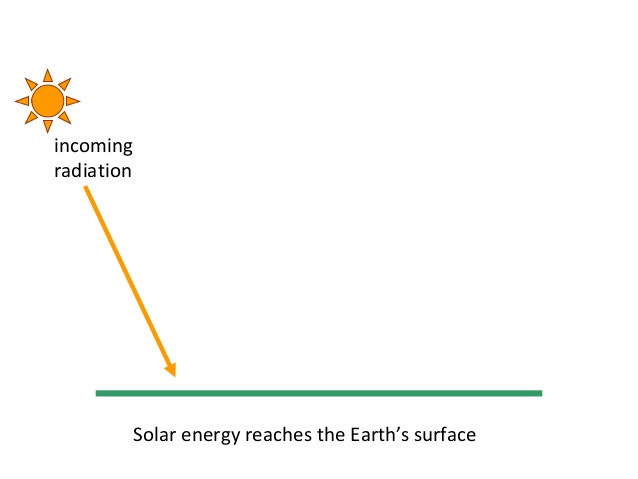 incoming
radiation
Solar energy reaches the Earth’s surface